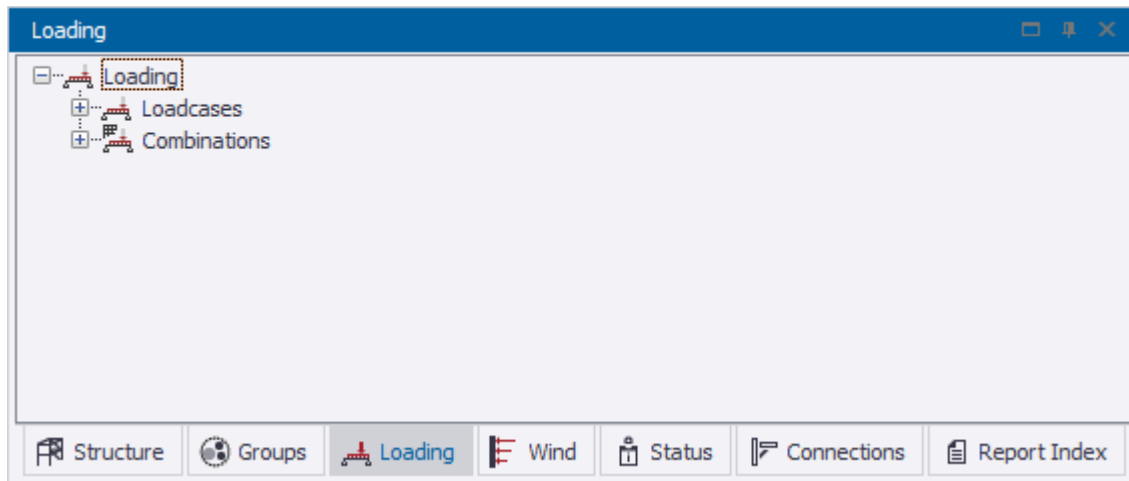 Loading
Loading
Loadcases
Combinations
Structure Groups Loading Wind Status Connections Report Index